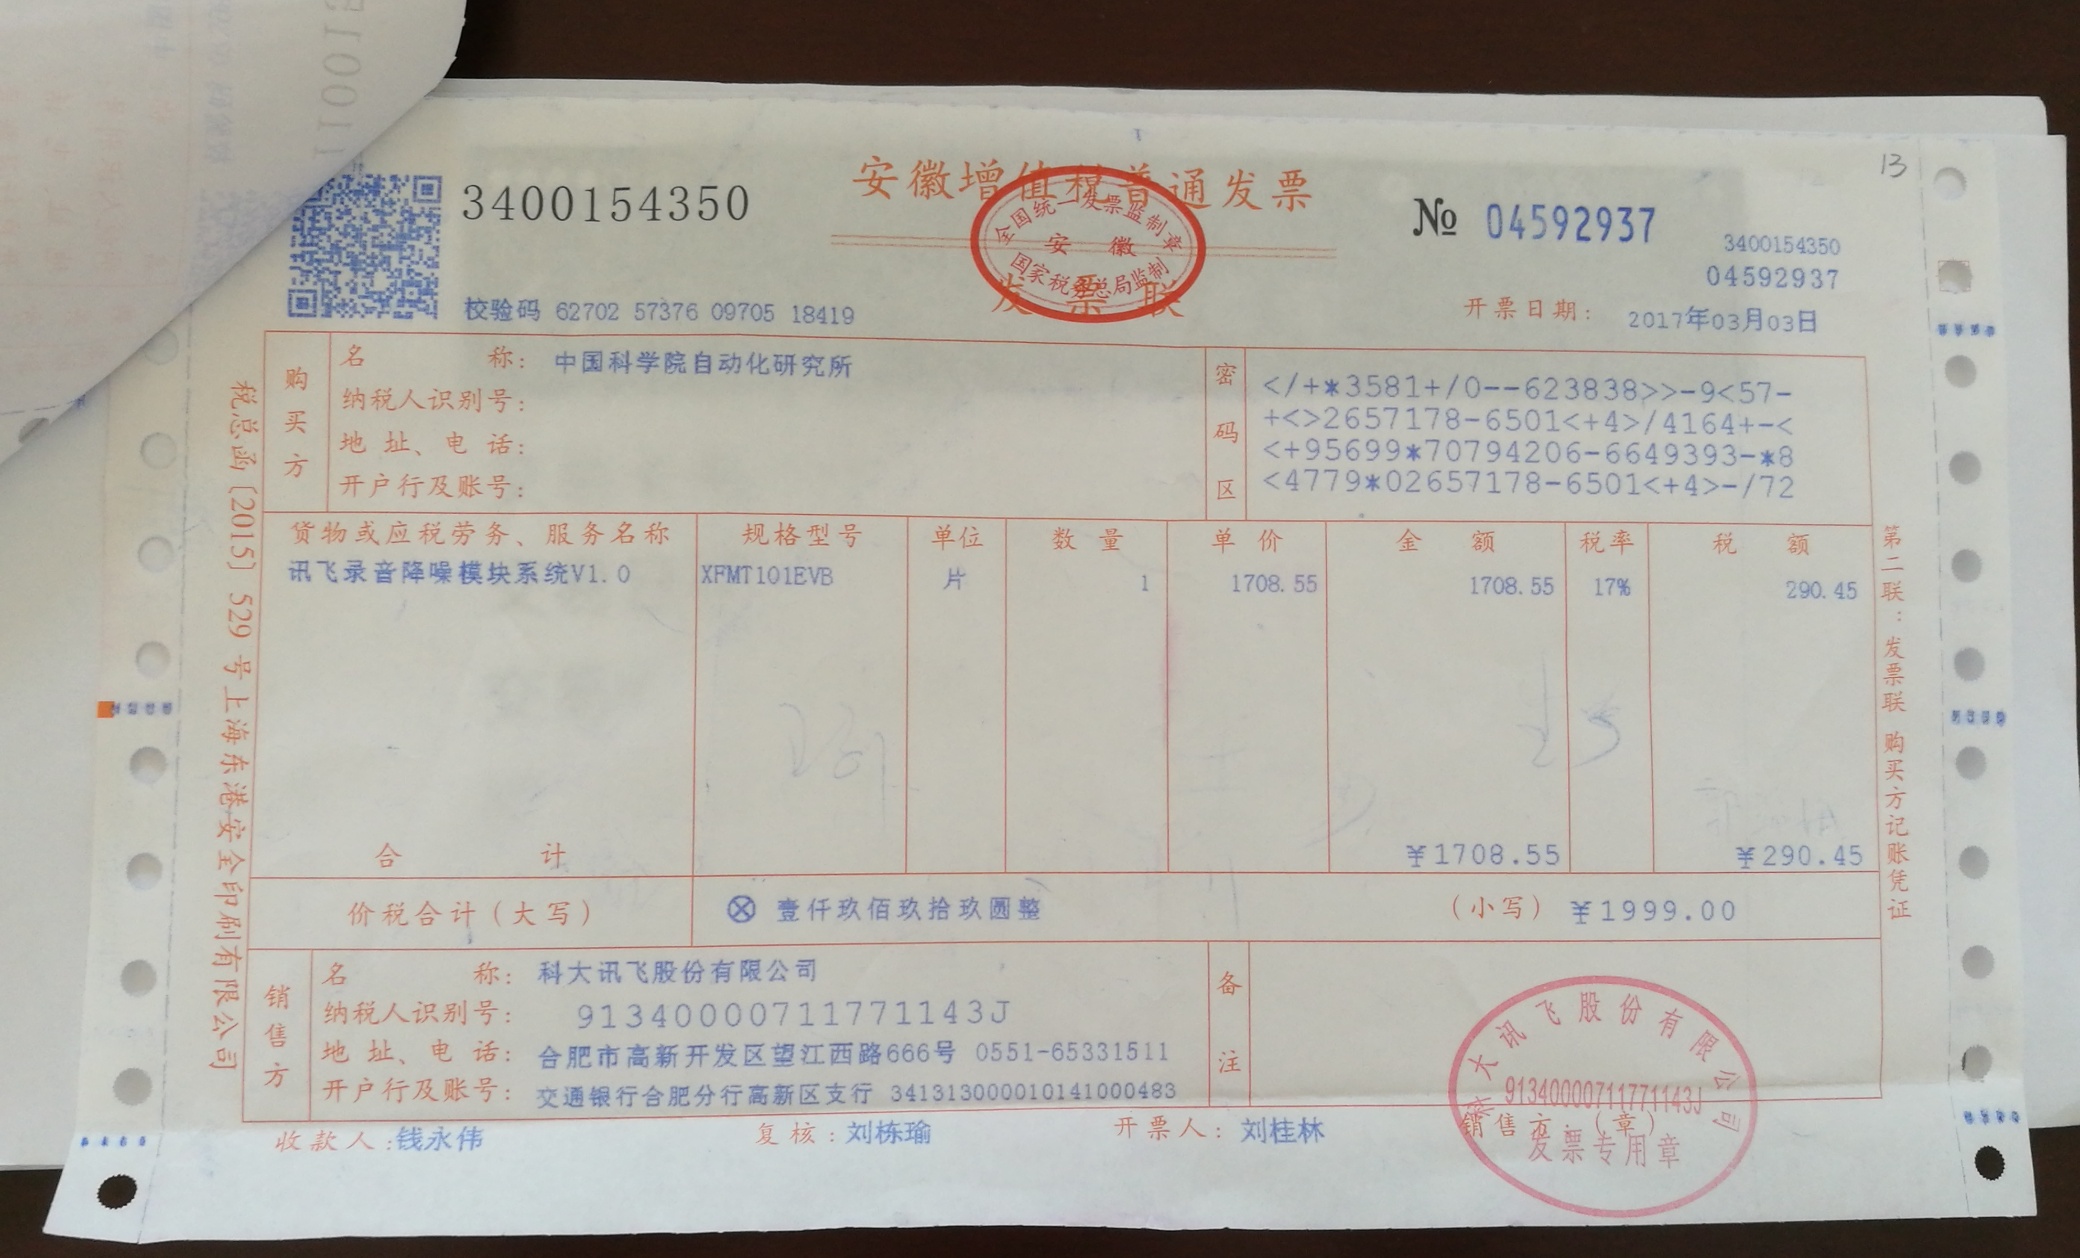 13
3400154350
安徽增值税普通发票
全国统一发票监制章
安徽
国家税务总局监制
发票联
№ 04592937
3400154350
04592937
校验码 62702 57376 09705 18419
开票日期: 2017年03月03日
购买方
名称: 中国科学院自动化研究所
纳税人识别号:
地址、电话:
开户行及账号:
密码区
</+*3581+/0--623838>>-9<57-
+<>2657178-6501<+4>/4164+-<
<+95699*70794206-6649393-*8
<4779*02657178-6501<+4>-/72
货物或应税劳务、服务名称 规格型号 单位 数量 单价 金额 税率 税额
讯飞录音降噪模块系统V1.0 XFMT101EVB 片 1 1708.55 1708.55 17% 290.45
合计 ¥1708.55 ¥290.45
价税合计(大写) ⊗ 壹仟玖佰玖拾玖圆整 (小写) ¥1999.00
销售方
名称: 科大讯飞股份有限公司
纳税人识别号: 91340000711771143J
地址、电话: 合肥市高新开发区望江西路666号 0551-65331511
开户行及账号: 交通银行合肥分行高新区支行 341313000010141000483
备注
收款人:钱永伟 复核:刘栋瑜 开票人:刘桂林 销售方:(章)
科大讯飞股份有限公司
91340000711771143J
发票专用章
税总函〔2015〕529号上海东港安全印刷有限公司
第二联:发票联 购买方记账凭证